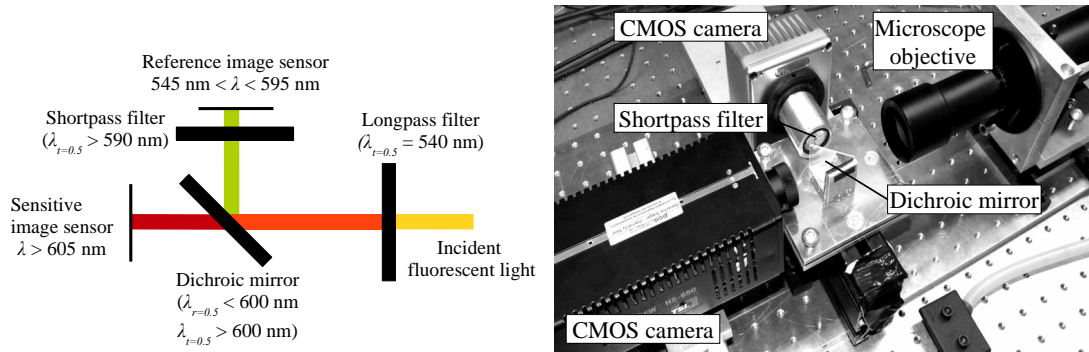 Reference image sensor
545 nm < λ < 595 nm
Shortpass filter
(λt=0.5 > 590 nm)
Longpass filter
(λt=0.5 = 540 nm)
Sensitive
image sensor
λ > 605 nm
Incident
fluorescent light
Dichroic mirror
(λr=0.5 < 600 nm
λt=0.5 > 600 nm)
CMOS camera
Microscope
objective
Shortpass filter
Dichroic mirror
CMOS camera